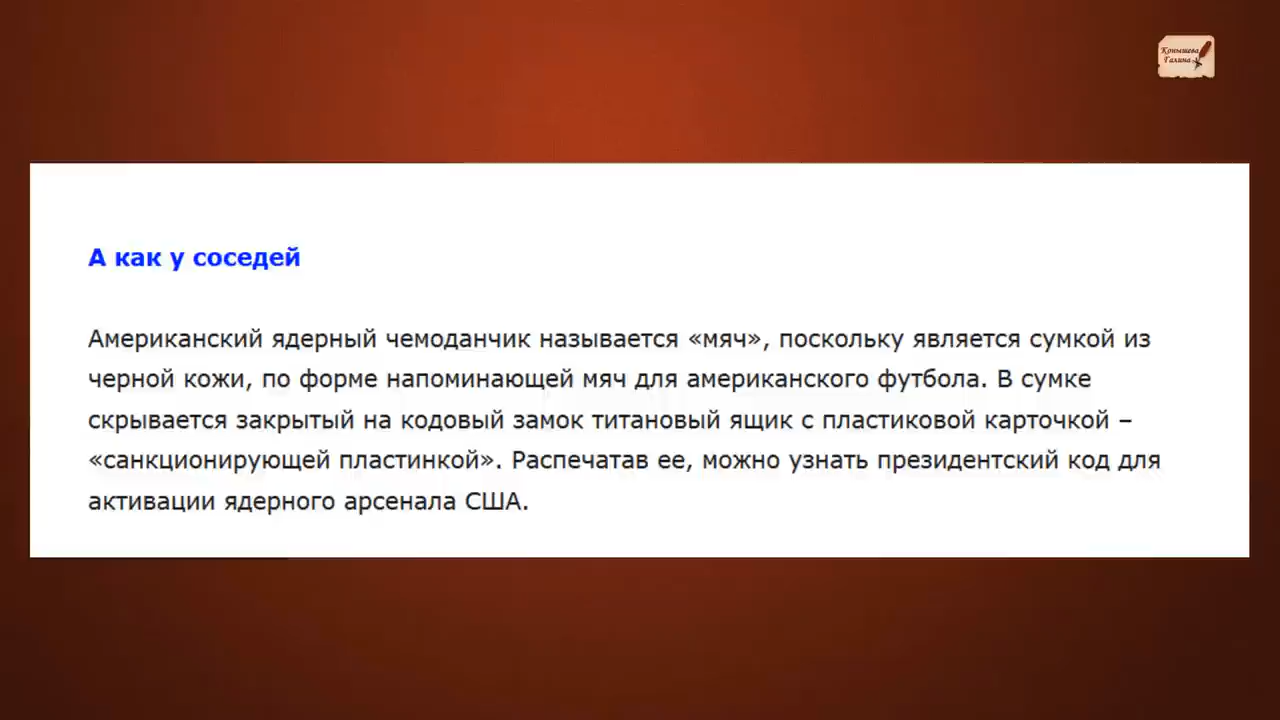 Конышева
Галина
А как у соседей
Американский ядерный чемоданчик называется «мяч», поскольку является сумкой из
черной кожи, по форме напоминающей мяч для американского футбола. В сумке
скрывается закрытый на кодовый замок титановый ящик с пластиковой карточкой –
«санкционирующей пластинкой». Распечатав ее, можно узнать президентский код для
активации ядерного арсенала США.